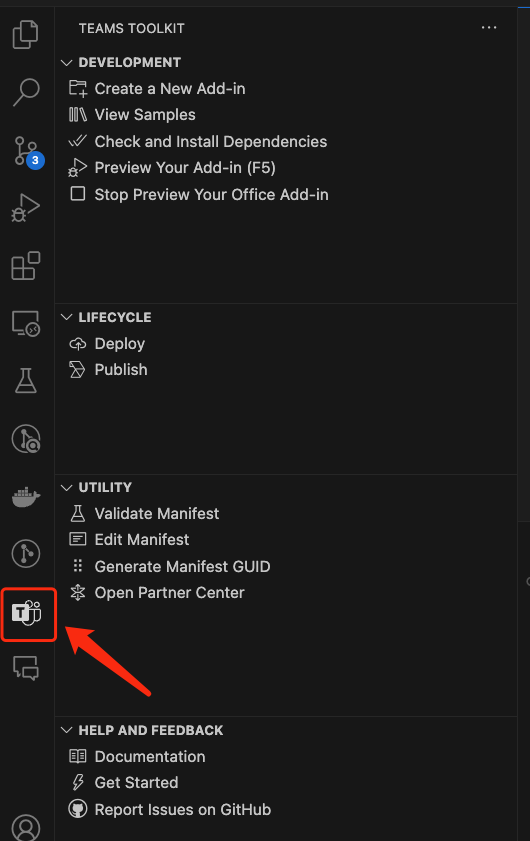 TEAMS TOOLKIT
DEVELOPMENT
Create a New Add-in
View Samples
Check and Install Dependencies
3
Preview Your Add-in (F5)
Stop Preview Your Office Add-in
LIFECYCLE
Deploy
Publish
UTILITY
Validate Manifest
Edit Manifest
Generate Manifest GUID
Open Partner Center
T
HELP AND FEEDBACK
Documentation
Get Started
Report Issues on GitHub